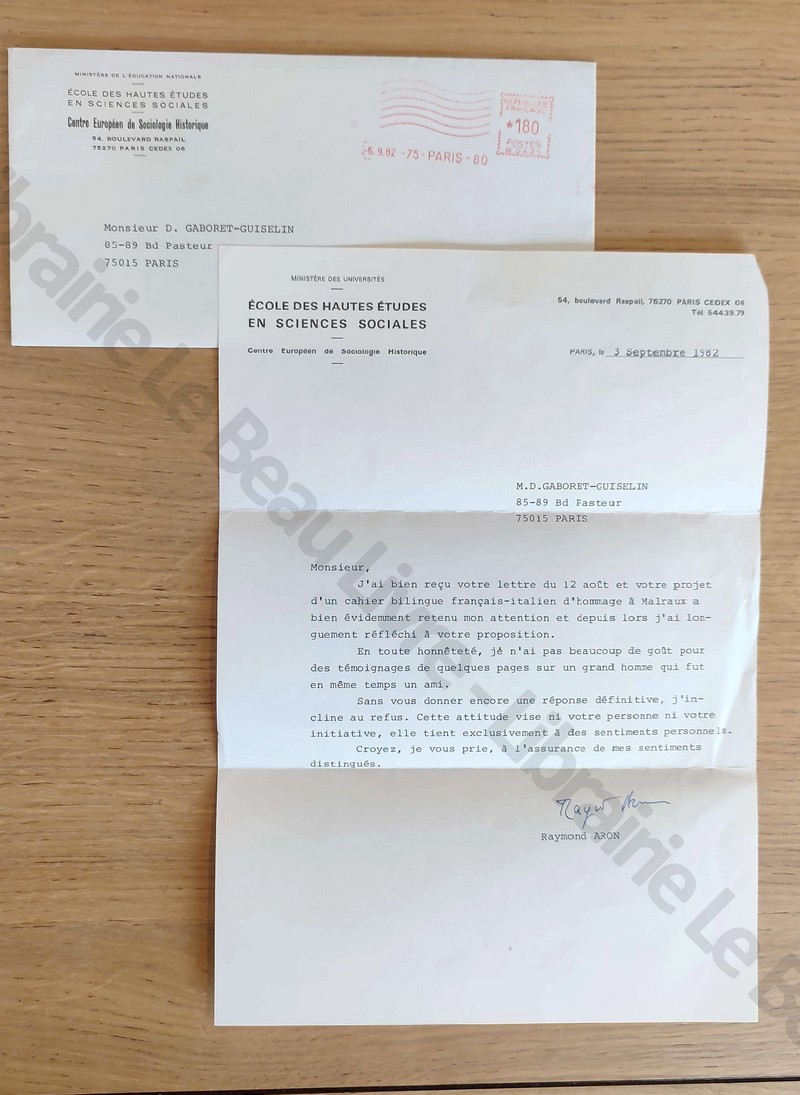 MINISTÈRE DE L'ÉDUCATION NATIONALE
ÉCOLE DES HAUTES ÉTUDES
EN SCIENCES SOCIALES
Centre Européen de Sociologie Historique
54, BOULEVARD RASPAIL
75270 PARIS CEDEX 06
RÉPUBLIQUE
FRANÇAISE
*180
POSTES
6.9.82 -75-PARIS-80
Monsieur D. GABORET-GUISELIN
85-89 Bd Pasteur
75015 PARIS
MINISTÈRE DES UNIVERSITÉS
ÉCOLE DES HAUTES ÉTUDES
EN SCIENCES SOCIALES
Centre Européen de Sociologie Historique
54, boulevard Raspail, 75270 PARIS CEDEX 06
Tél. 544.39.79
PARIS, le 3 Septembre 1982
M.D.GABORET-GUISELIN
85-89 Bd Pasteur
75015 PARIS
Monsieur,
J'ai bien reçu votre lettre du 12 août et votre projet
d'un cahier bilingue français-italien d'hommage à Malraux a
bien évidemment retenu mon attention et depuis lors j'ai lon-
guement réfléchi à votre proposition.
En toute honnêteté, je n'ai pas beaucoup de goût pour
des témoignages de quelques pages sur un grand homme qui fut
en même temps un ami.
Sans vous donner encore une réponse définitive, j'in-
cline au refus. Cette attitude vise ni votre personne ni votre
initiative, elle tient exclusivement à des sentiments personnels.
Croyez, je vous prie, à l'assurance de mes sentiments
distingués.
Raymond ARON
Librairie Le Beau Livre - Librairie Le Beau